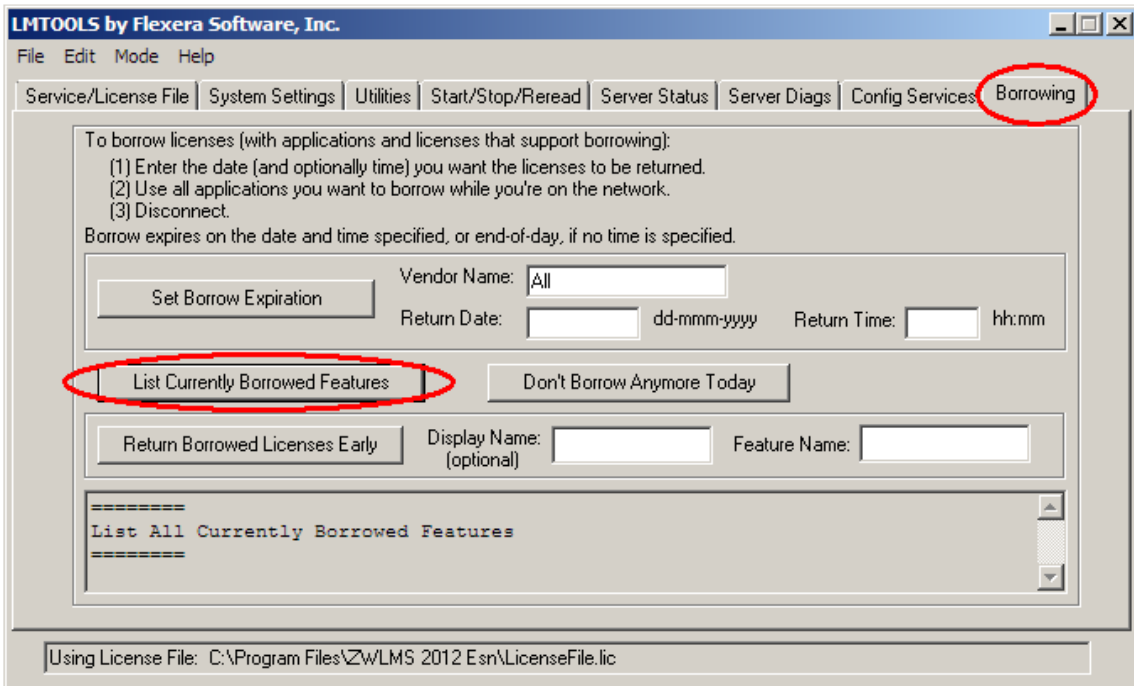 LMTOOLS by Flexera Software, Inc.
File Edit Mode Help
Service/License File System Settings Utilities Start/Stop/Reread Server Status Server Diags Config Services Borrowing
To borrow licenses (with applications and licenses that support borrowing):
(1) Enter the date (and optionally time) you want the licenses to be returned.
(2) Use all applications you want to borrow while you're on the network.
(3) Disconnect.
Borrow expires on the date and time specified, or end-of-day, if no time is specified.
Set Borrow Expiration
Vendor Name: All
Return Date: dd-mmm-yyyy Return Time: hh:mm
List Currently Borrowed Features Don't Borrow Anymore Today
Return Borrowed Licenses Early Display Name: Feature Name:
(optional)
========
List All Currently Borrowed Features
========
Using License File: C:\Program Files\ZWLMS 2012 Esn\LicenseFile.lic